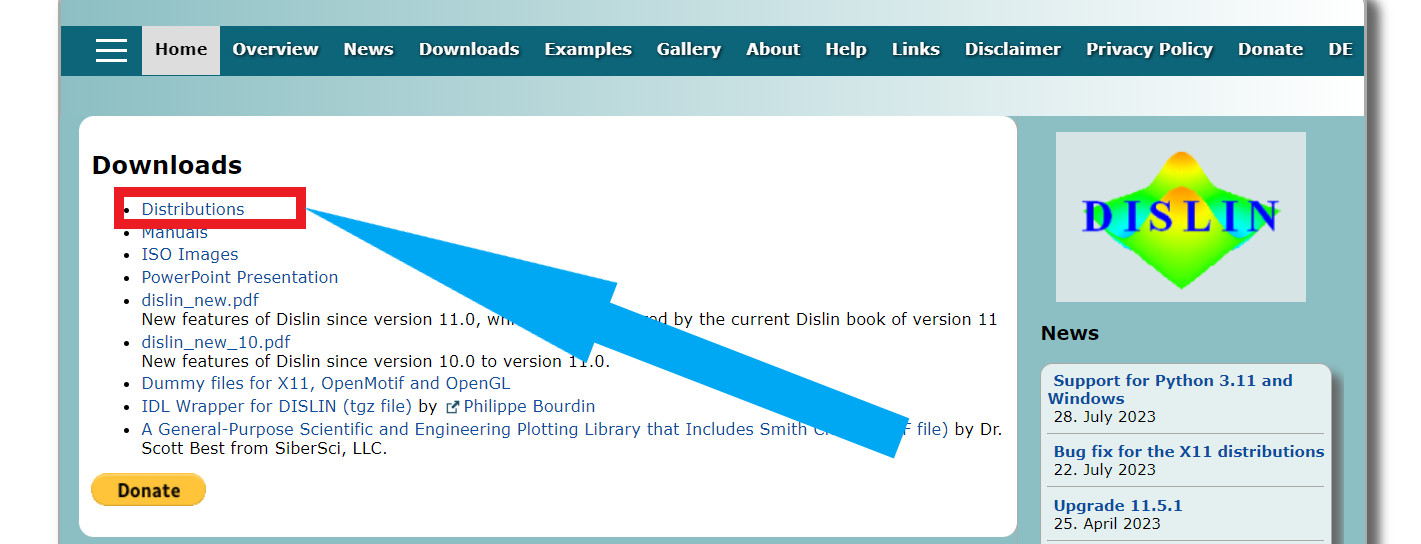 Home Overview News Downloads Examples Gallery About Help Links Disclaimer Privacy Policy Donate DE
Downloads
Distributions
Manuals
ISO Images
PowerPoint Presentation
dislin_new.pdf
New features of Dislin since version 11.0, by the current Dislin book of version 11
dislin_new_10.pdf
New features of Dislin since version 10.0 to version 11.0.
Dummy files for X11, OpenMotif and OpenGL
IDL Wrapper for DISLIN (tgz file) by Philippe Bourdin
A General-Purpose Scientific and Engineering Plotting Library that Includes Smith file) by Dr.
Scott Best from SiberSci, LLC.
Donate
DISLIN
News
Support for Python 3.11 and
Windows
28. July 2023
Bug fix for the X11 distributions
22. July 2023
Upgrade 11.5.1
25. April 2023